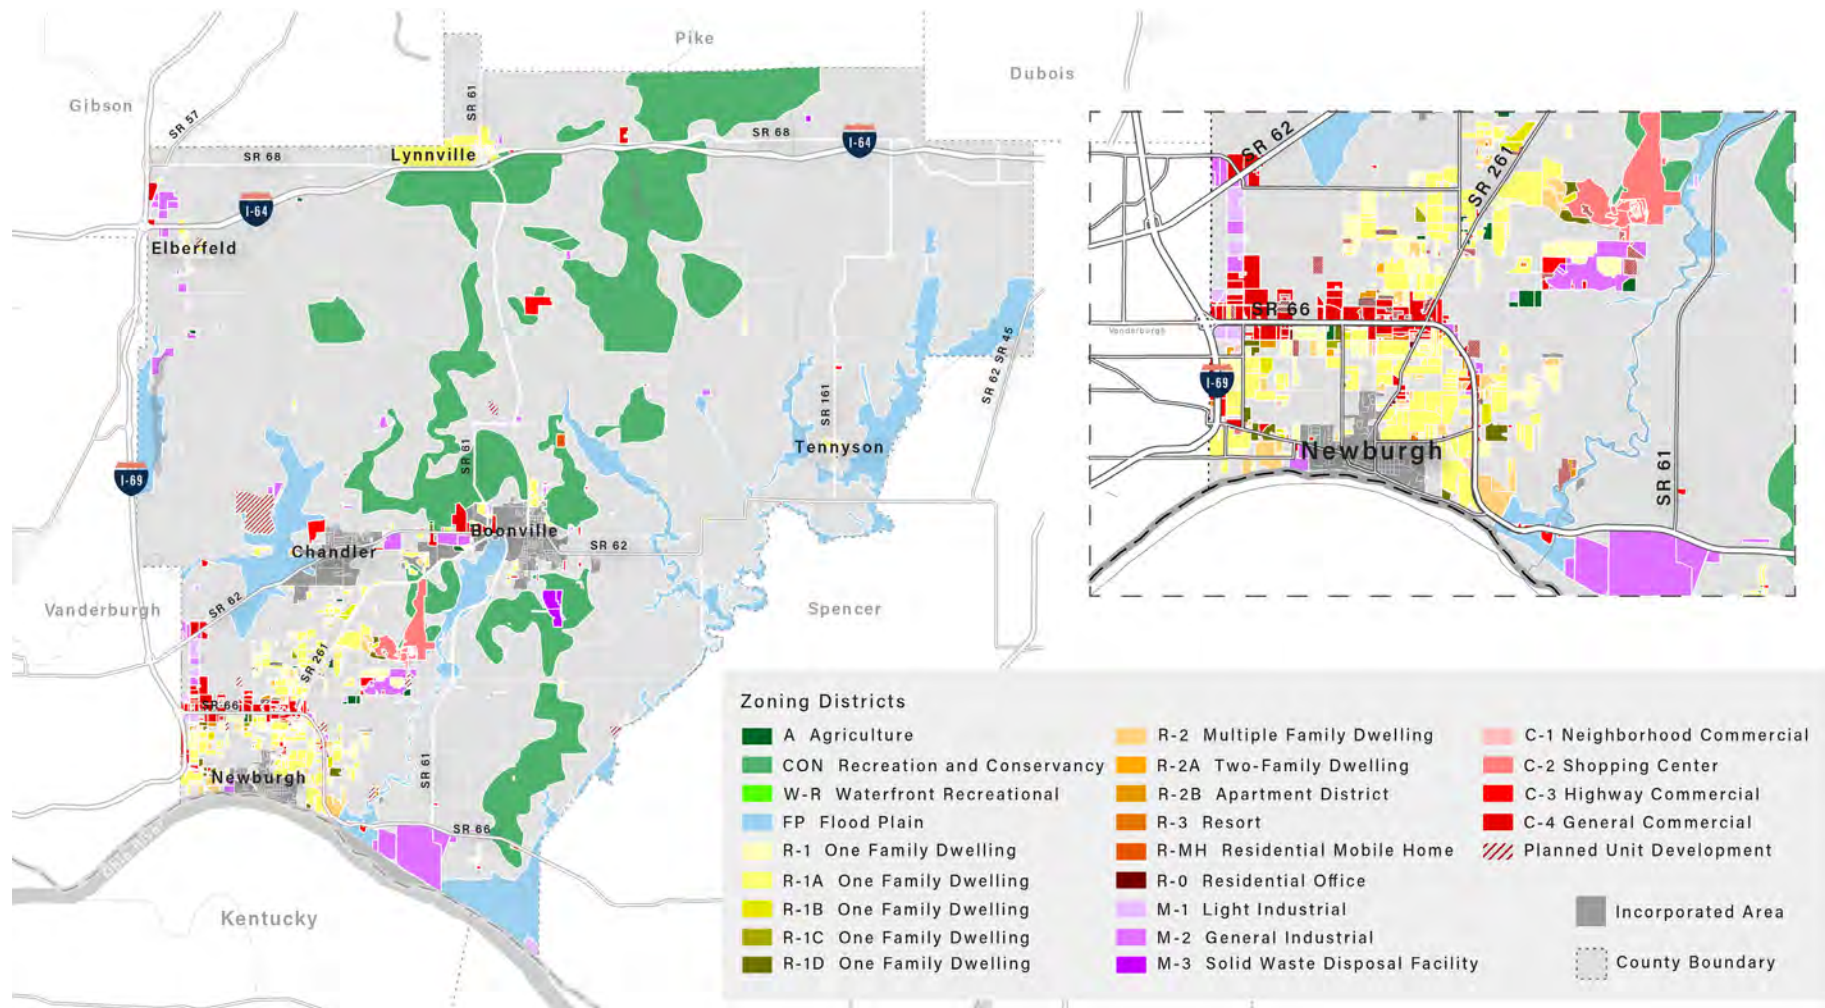 Pike
Dubois
Gibson
SR 57
SR 61
SR 68
I-64
SR 68
Lynnville
I-64
Elberfeld
SR 62 SR 45
SR 161
Tennyson
SR 61
I-69
Boonville
Chandler
SR 62
Vanderburgh
SR 62
Spencer
SR 261
SR 66
Newburgh
SR 61
SR 66
Kentucky
SR 62
SR 261
SR 66
Vanderburgh
I-69
Newburgh
SR 61
Zoning Districts
A Agriculture
CON Recreation and Conservancy
W-R Waterfront Recreational
FP Flood Plain
R-1 One Family Dwelling
R-1A One Family Dwelling
R-1B One Family Dwelling
R-1C One Family Dwelling
R-1D One Family Dwelling
R-2 Multiple Family Dwelling
R-2A Two-Family Dwelling
R-2B Apartment District
R-3 Resort
R-MH Residential Mobile Home
R-0 Residential Office
M-1 Light Industrial
M-2 General Industrial
M-3 Solid Waste Disposal Facility
C-1 Neighborhood Commercial
C-2 Shopping Center
C-3 Highway Commercial
C-4 General Commercial
Planned Unit Development
Incorporated Area
County Boundary